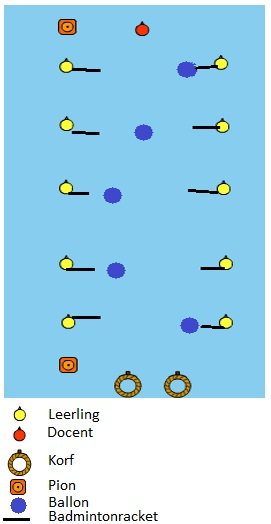 Leerling
Docent
Korf
Pion
Ballon
Badmintonracket